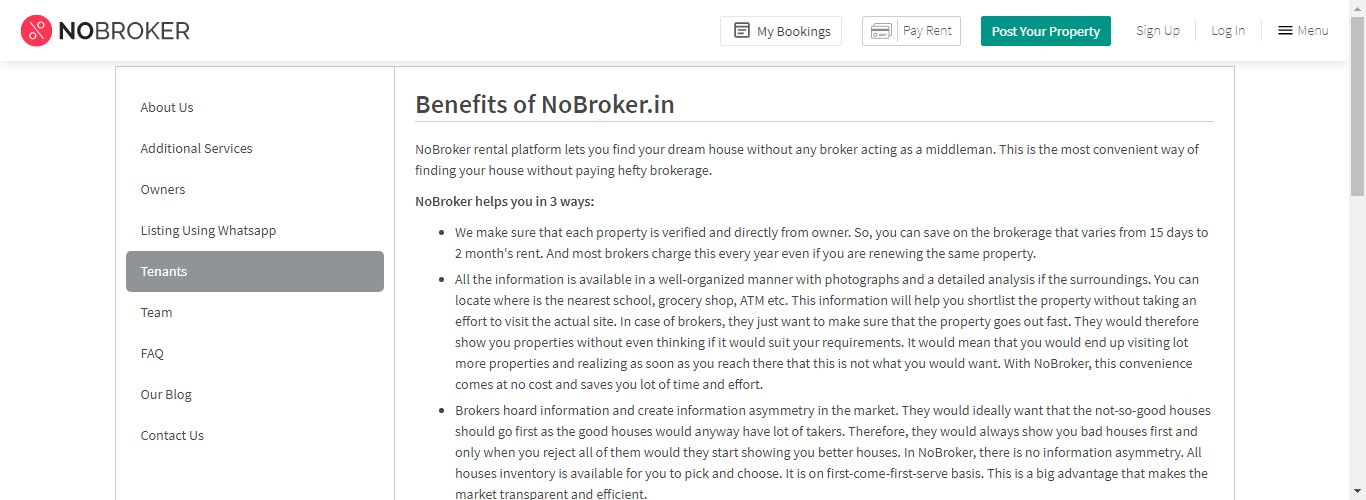 NOBROKER
My Bookings
Pay Rent
Post Your Property
Sign Up
Log In
Menu
About Us
Additional Services
Owners
Listing Using Whatsapp
Tenants
Team
FAQ
Our Blog
Contact Us
Benefits of NoBroker.in
NoBroker rental platform lets you find your dream house without any broker acting as a middleman. This is the most convenient way of
finding your house without paying hefty brokerage.
NoBroker helps you in 3 ways:
• We make sure that each property is verified and directly from owner. So, you can save on the brokerage that varies from 15 days to
2 month's rent. And most brokers charge this every year even if you are renewing the same property.
• All the information is available in a well-organized manner with photographs and a detailed analysis if the surroundings. You can
locate where is the nearest school, grocery shop, ATM etc. This information will help you shortlist the property without taking an
effort to visit the actual site. In case of brokers, they just want to make sure that the property goes out fast. They would therefore
show you properties without even thinking if it would suit your requirements. It would mean that you would end up visiting lot
more properties and realizing as soon as you reach there that this is not what you would want. With NoBroker, this convenience
comes at no cost and saves you lot of time and effort.
• Brokers hoard information and create information asymmetry in the market. They would ideally want that the not-so-good houses
should go first as the good houses would anyway have lot of takers. Therefore, they would always show you bad houses first and
only when you reject all of them would they start showing you better houses. In NoBroker, there is no information asymmetry. All
houses inventory is available for you to pick and choose. It is on first-come-first-serve basis. This is a big advantage that makes the
market transparent and efficient.